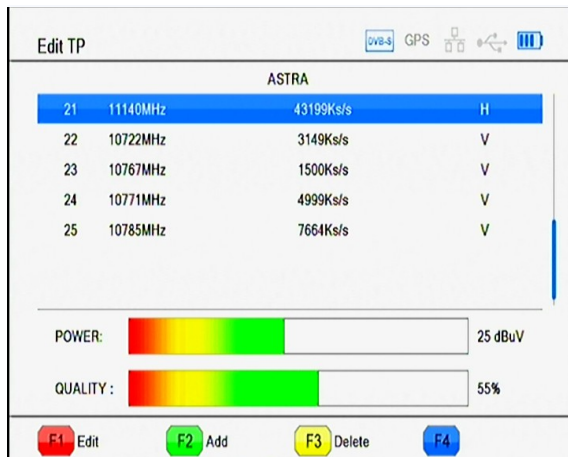 Edit TP DVB-S GPS
ASTRA
21 11140MHz 43199Ks/s H
22 10722MHz 3149Ks/s V
23 10767MHz 1500Ks/s V
24 10771MHz 4999Ks/s V
25 10785MHz 7664Ks/s V
POWER: 25 dBuV
QUALITY : 55%
F1 Edit F2 Add F3 Delete F4